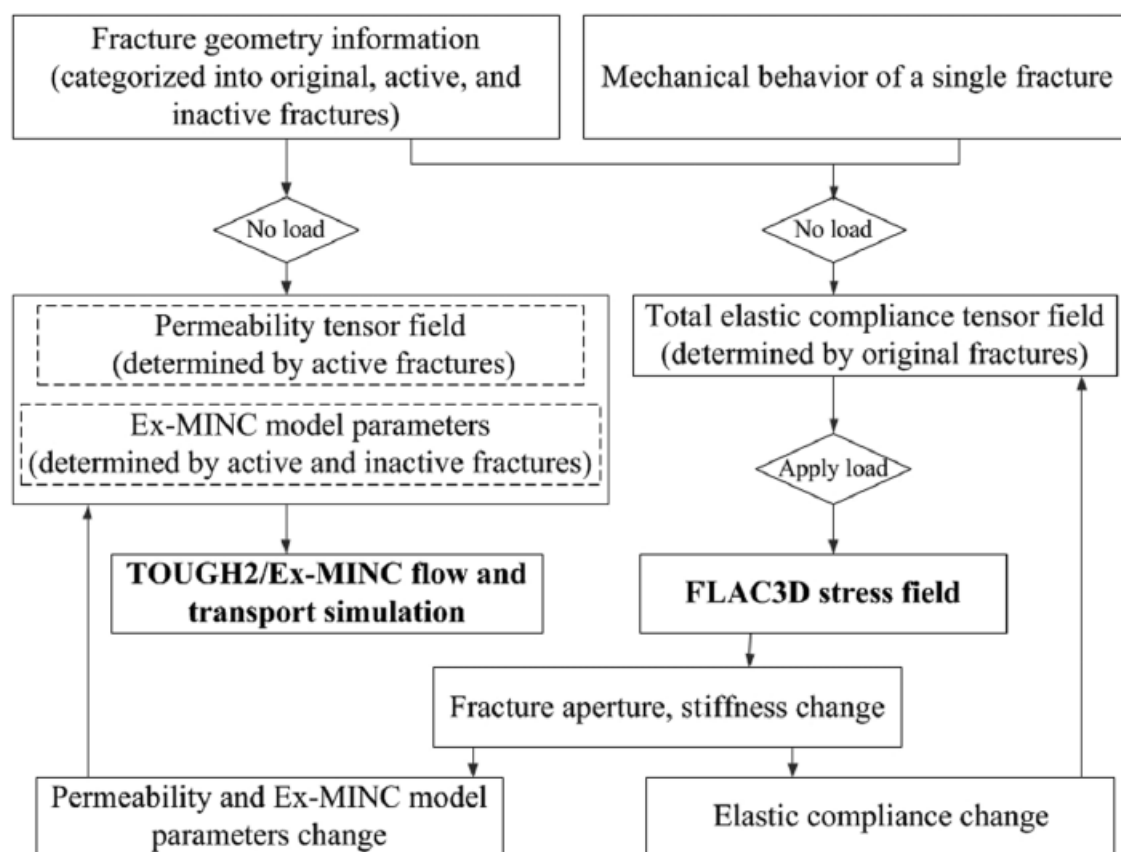 Fracture geometry information
(categorized into original, active, and
inactive fractures)
Mechanical behavior of a single fracture
No load
No load
Permeability tensor field
(determined by active fractures)
Ex-MINC model parameters
(determined by active and inactive fractures)
Total elastic compliance tensor field
(determined by original fractures)
Apply load
TOUGH2/Ex-MINC flow and
transport simulation
FLAC3D stress field
Fracture aperture, stiffness change
Permeability and Ex-MINC model
parameters change
Elastic compliance change